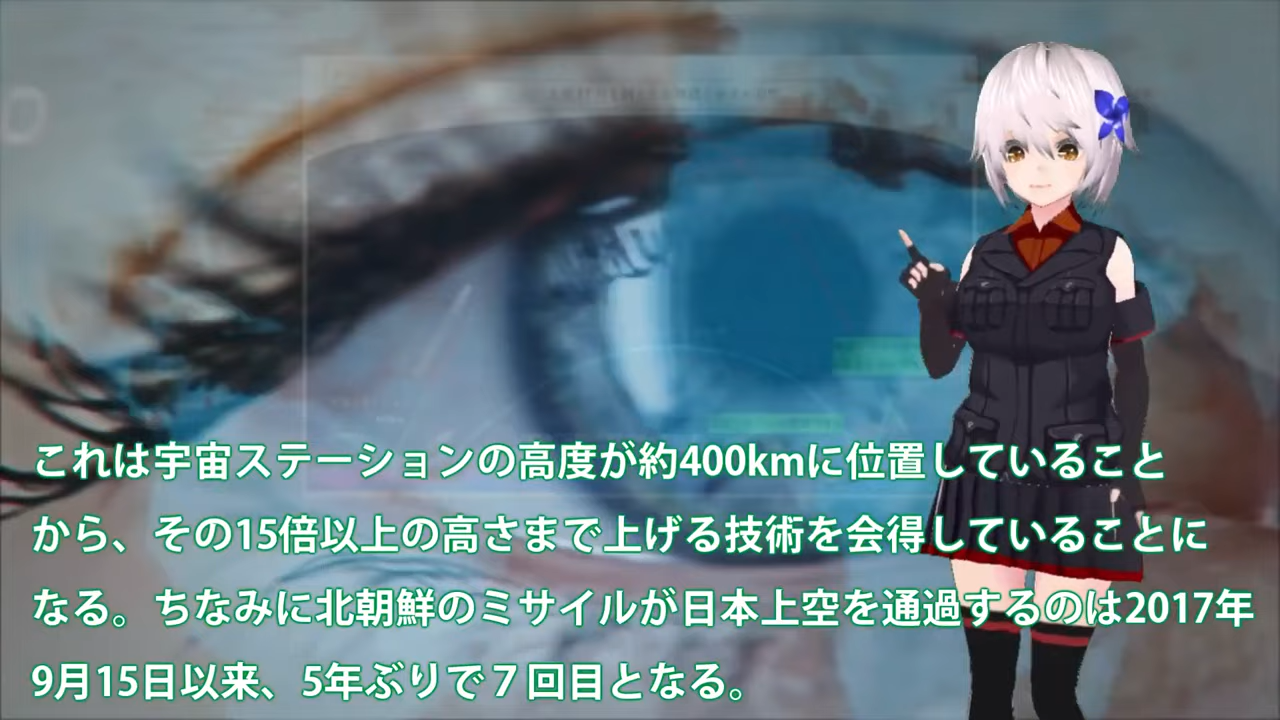 これは宇宙ステーションの高度が約400kmに位置していること
から、その15倍以上の高さまで上げる技術を会得していることに
なる。ちなみに北朝鮮のミサイルが日本上空を通過するのは2017年
9月15日以来、5年ぶりで７回目となる。